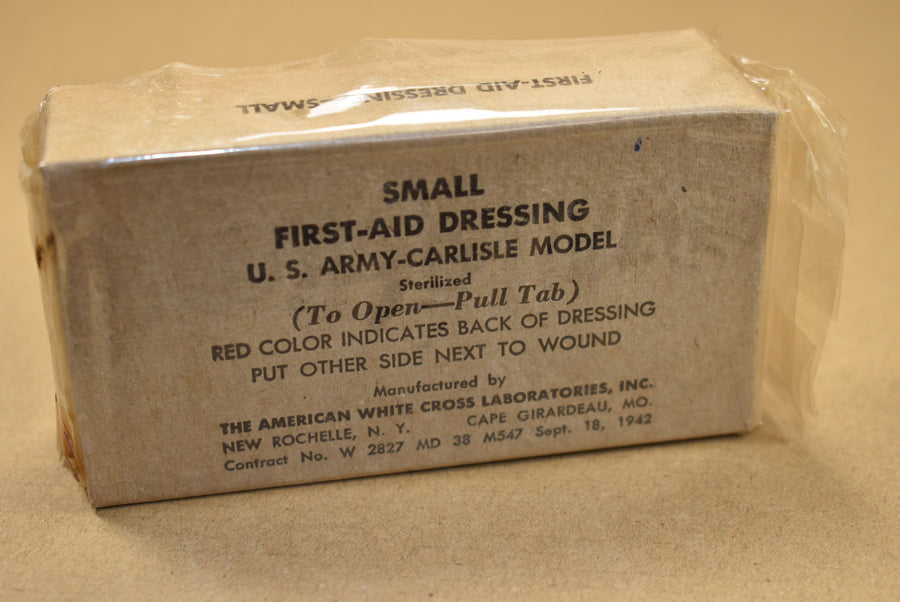 FIRST-AID DRESSING-SMALL
SMALL
FIRST-AID DRESSING
U. S. ARMY-CARLISLE MODEL
Sterilized
(To Open—Pull Tab)
RED COLOR INDICATES BACK OF DRESSING
PUT OTHER SIDE NEXT TO WOUND
Manufactured by
THE AMERICAN WHITE CROSS LABORATORIES, INC.
NEW ROCHELLE, N. Y. CAPE GIRARDEAU, MO.
Contract No. W 2827 MD 38 M547 Sept. 18, 1942